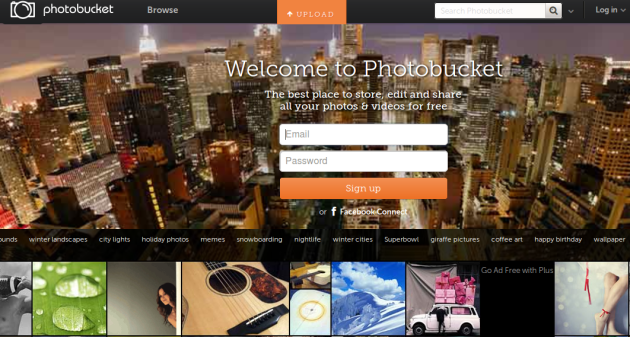 photobucket
Browse
UPLOAD
Search Photobucket
Log in
Welcome to Photobucket
The best place to store, edit and share
all your photos & videos for free
Email
Password
Sign up
or f Facebook Connect
ounds winter landscapes city lights holiday photos memes snowboarding nightlife winter cities Superbowl giraffe pictures coffee art happy birthday wallpaper
Go Ad Free with Plus